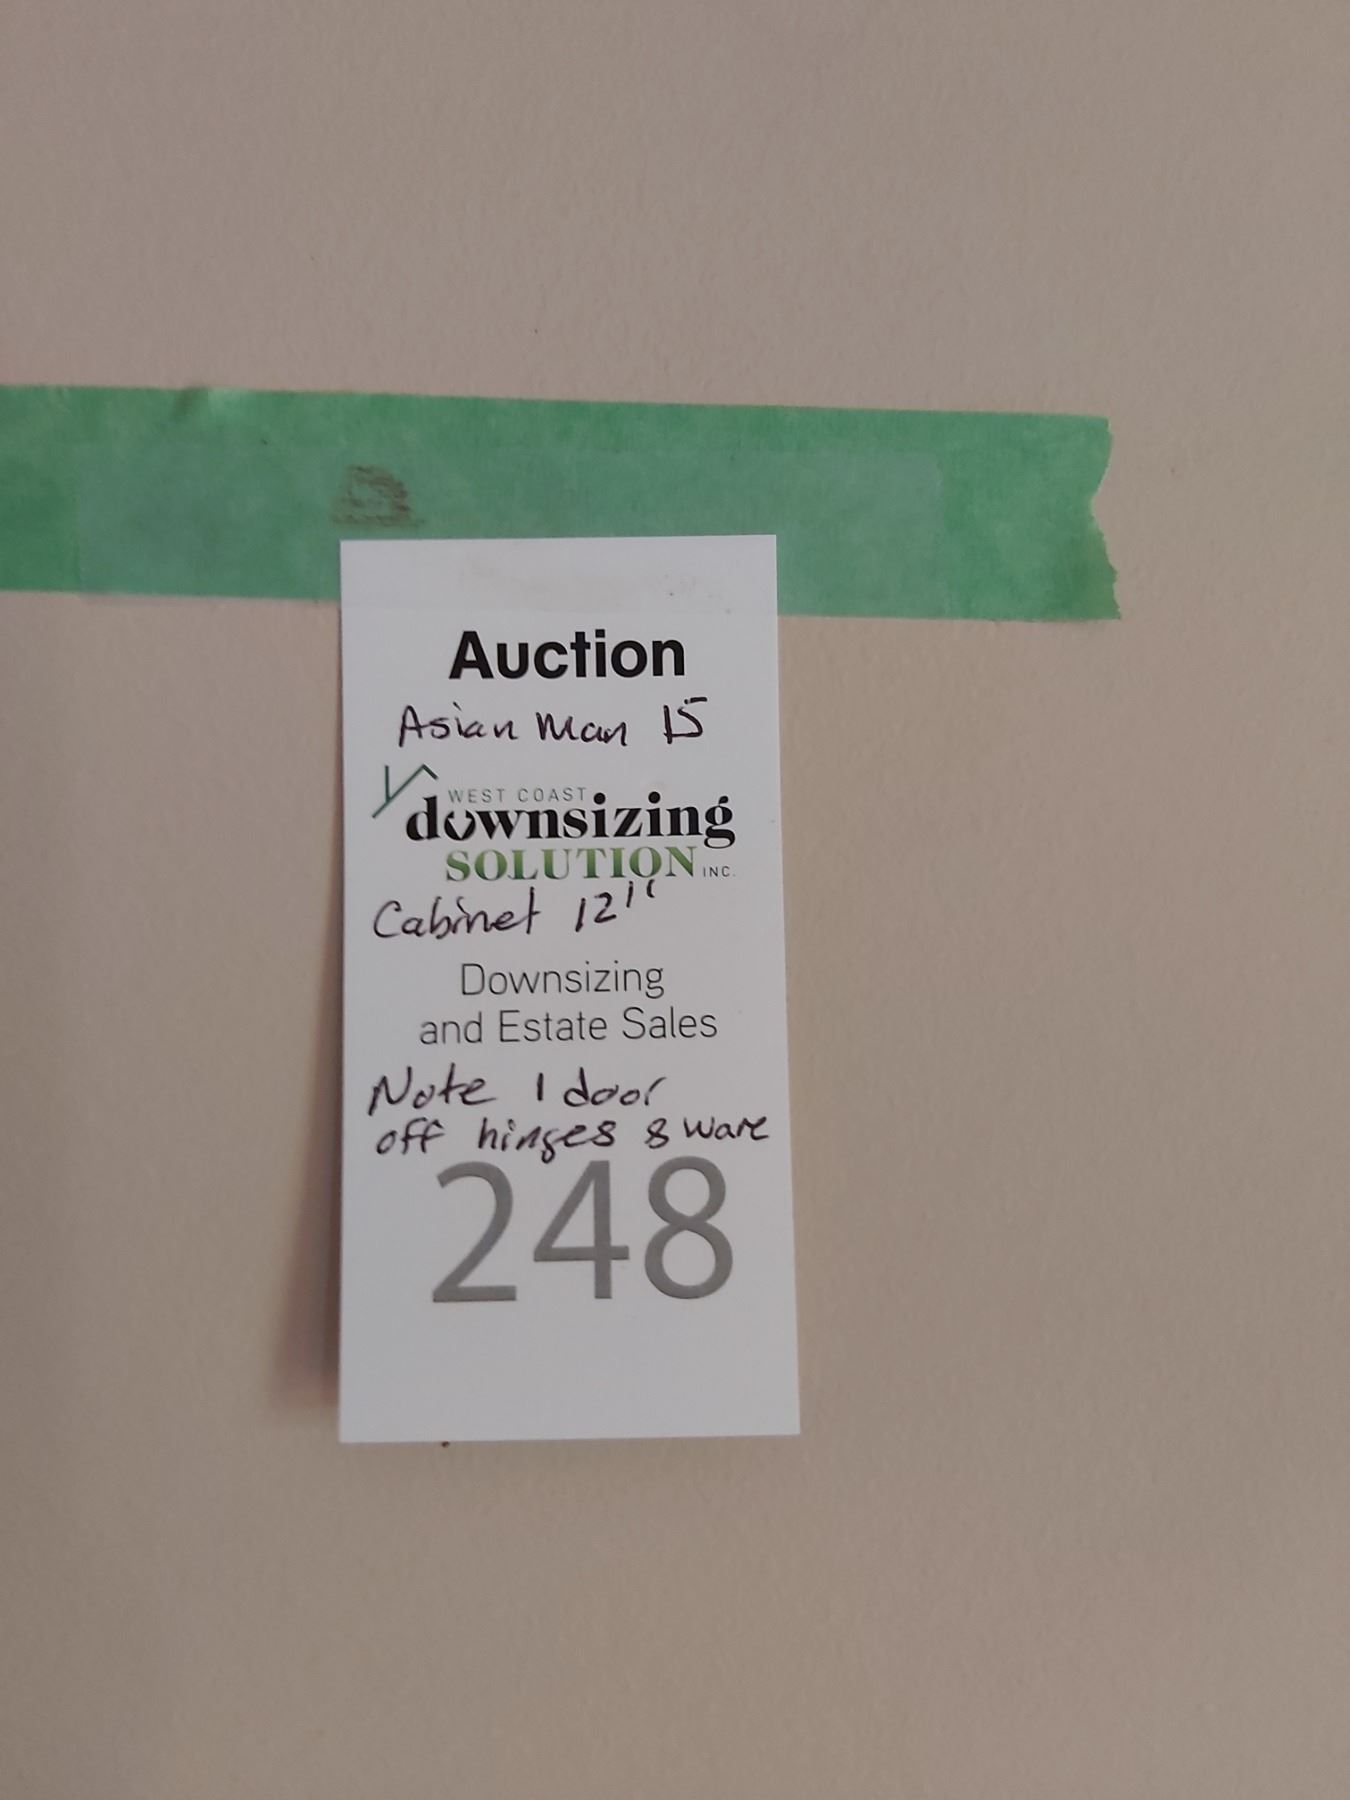 Auction
Asian Man 15
WEST COAST
downsizing
SOLUTION INC.
Cabinet 12"
Downsizing
and Estate Sales
Note 1 door
off hinges & ware
248